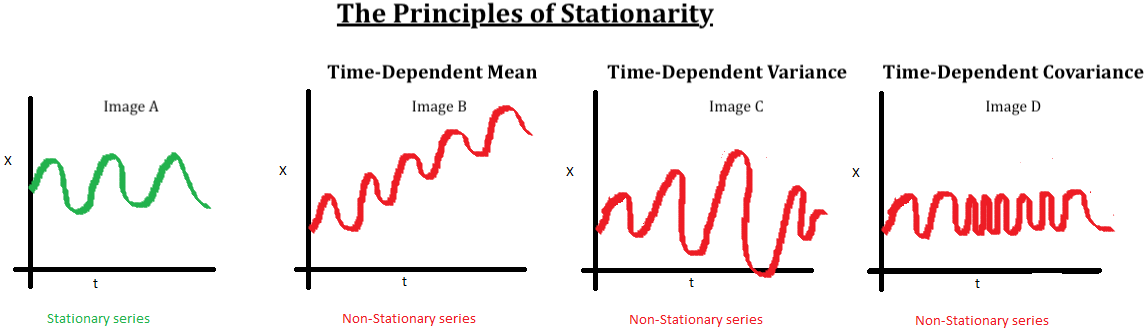 The Principles of Stationarity
Time-Dependent Mean
Time-Dependent Variance
Time-Dependent Covariance
Image A
Image B
Image C
Image D
X
X
X
X
t
t
t
t
Stationary series
Non-Stationary series
Non-Stationary series
Non-Stationary series